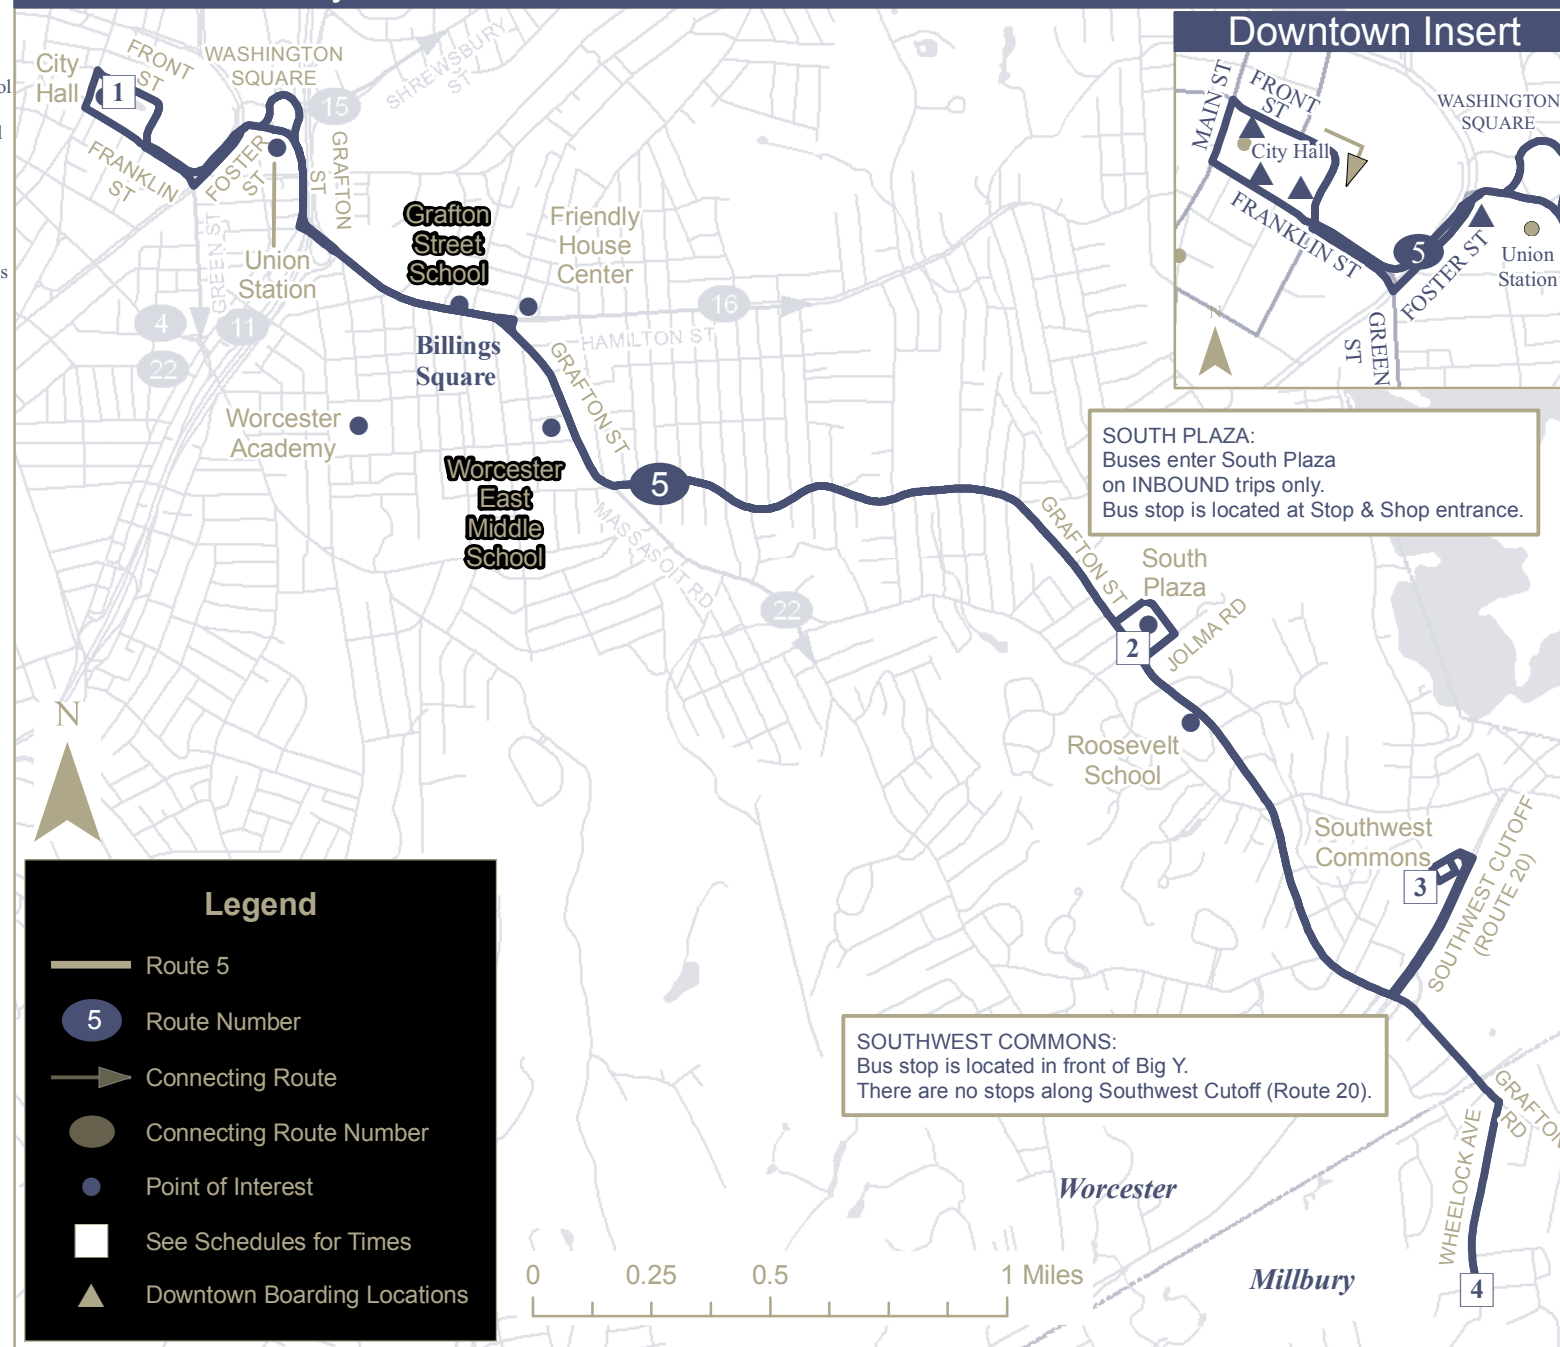 Downtown Insert
City
Hall
1
FRONT
ST
WASHINGTON
SQUARE
SHREWSBURY
ST
15
FRANKLIN
ST
FOSTER
ST
GRAFTON
ST
GREEN ST
Union
Station
4
11
22
Grafton
Street
School
Friendly
House
Center
16
HAMILTON ST
Billings
Square
GRAFTON ST
Worcester
Academy
Worcester
East
Middle
School
5
MASSASOIT RD
22
MAIN ST
FRONT
ST
WASHINGTON
SQUARE
City Hall
FRANKLIN ST
5
FOSTER ST
Union
Station
GREEN
ST
N
SOUTH PLAZA:
Buses enter South Plaza
on INBOUND trips only.
Bus stop is located at Stop & Shop entrance.
GRAFTON ST
South
Plaza
2
JOLMA RD
Roosevelt
School
N
Southwest
Commons
3
SOUTHWEST CUTOFF
(ROUTE 20)
SOUTHWEST COMMONS:
Bus stop is located in front of Big Y.
There are no stops along Southwest Cutoff (Route 20).
GRAFTON
RD
WHEELOCK AVE
Worcester
Millbury
4
Legend
Route 5
5 Route Number
Connecting Route
Connecting Route Number
Point of Interest
See Schedules for Times
Downtown Boarding Locations
0 0.25 0.5 1 Miles